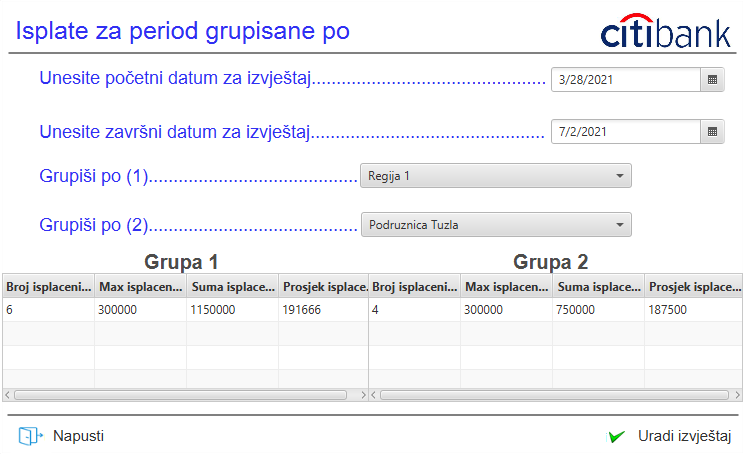 Isplate za period grupisane po
citibank
Unesite početni datum za izvještaj............................................... 3/28/2021
Unesite završni datum za izvještaj............................................... 7/2/2021
Grupiši po (1).......................................... Regija 1
Grupiši po (2).......................................... Podruznica Tuzla
Grupa 1 Grupa 2
Broj isplaceni... Max isplacen... Suma isplace... Prosjek isplace... Broj isplaceni... Max isplacen... Suma isplace... Prosjek isplace...
6 300000 1150000 191666 4 300000 750000 187500
Napusti Uradi izvještaj